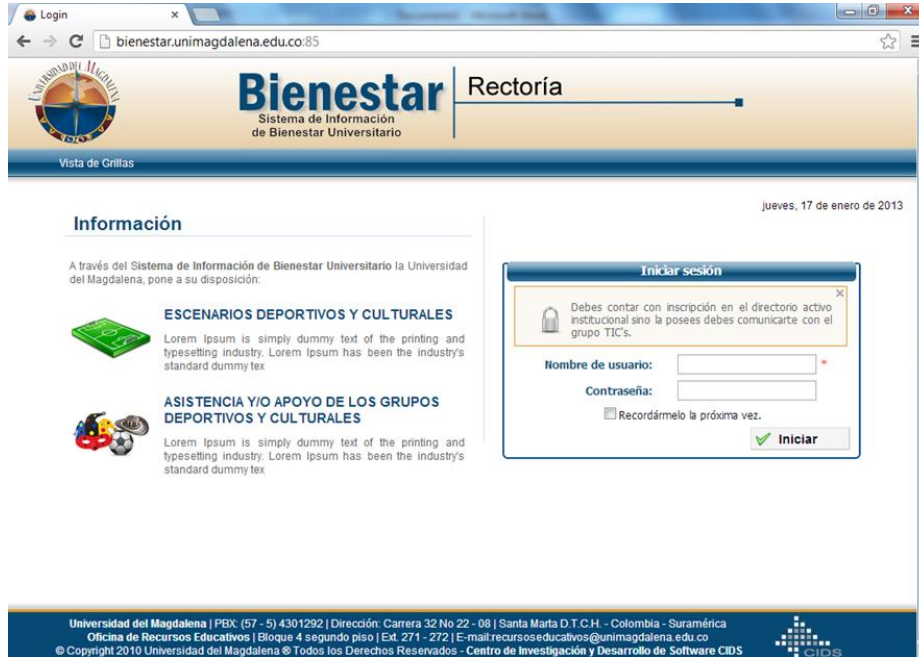 Login
bienestar.unimagdalena.edu.co:85
UNIVERSIDAD DEL MAGDALENA
Bienestar
Sistema de Información
de Bienestar Universitario
Rectoría
Vista de Grillas
jueves, 17 de enero de 2013
Información
A través del Sistema de Información de Bienestar Universitario la Universidad
del Magdalena, pone a su disposición:
ESCENARIOS DEPORTIVOS Y CULTURALES
Lorem Ipsum is simply dummy text of the printing and
typesetting industry. Lorem Ipsum has been the industry's
standard dummy tex
ASISTENCIA Y/O APOYO DE LOS GRUPOS
DEPORTIVOS Y CULTURALES
Lorem Ipsum is simply dummy text of the printing and
typesetting industry. Lorem Ipsum has been the industry's
standard dummy tex
Iniciar sesión
Debes contar con inscripción en el directorio activo
institucional sino la posees debes comunicarte con el
grupo TIC's.
Nombre de usuario: *
Contraseña:
Recordármelo la próxima vez.
Iniciar
Universidad del Magdalena | PBX: (57 - 5) 4301292 | Dirección: Carrera 32 No 22 - 08 | Santa Marta D.T.C.H. - Colombia - Suramérica
Oficina de Recursos Educativos | Bloque 4 segundo piso | Ext. 271 - 272 | E-mail:recursoseducativos@unimagdalena.edu.co
© Copyright 2010 Universidad del Magdalena ® Todos los Derechos Reservados - Centro de Investigación y Desarrollo de Software CIDS
CIDS